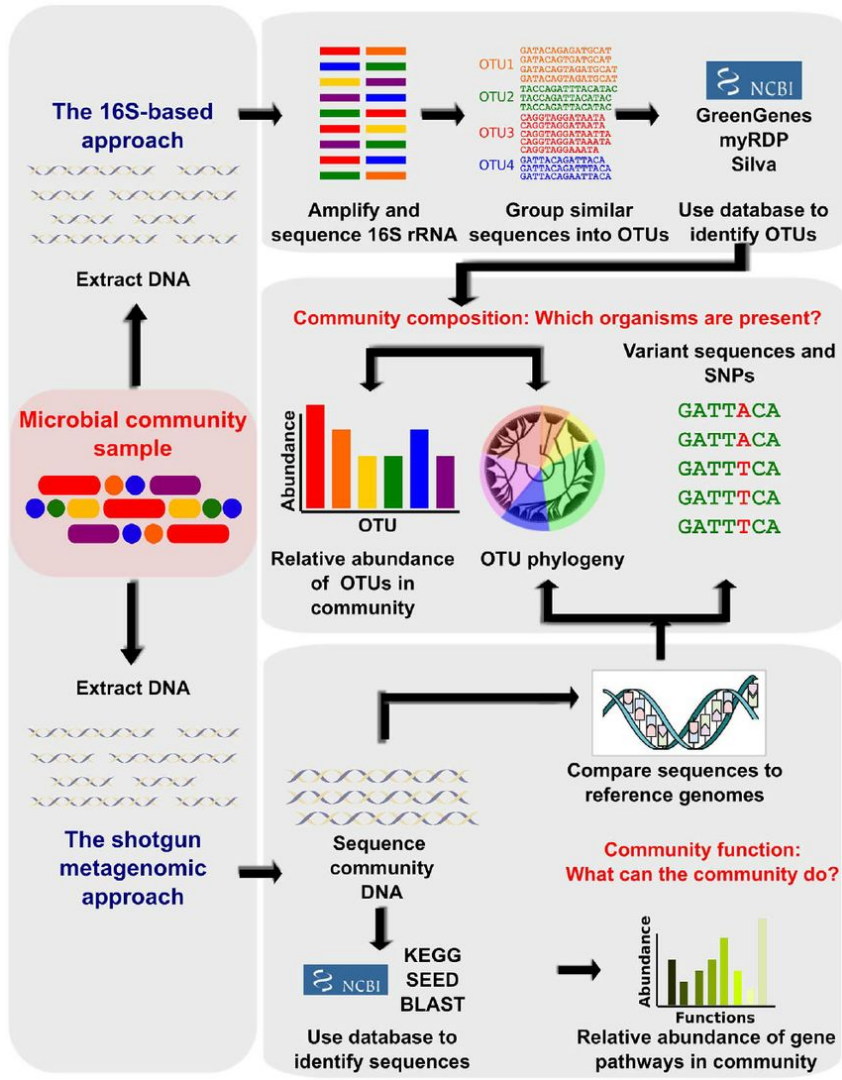 The 16S-based
approach
Extract DNA
Microbial community
sample
Extract DNA
The shotgun
metagenomic
approach
Amplify and
sequence 16S rRNA
OTU1
GATACAGAGATGCAT
GATACAGTGATGCAT
GATACAGTAGATGCAT
GATACAGTAGATGCAT
OTU2
TACCAGATTTACATAC
TACCAGATTACATAC
TACCAGATTACATAC
OTU3
CAGGTAGGATAATA
CAGGTAGGATAATA
CAGGTAGGATAATTA
CAGGTAGGATAAATA
CAGGTAGGAAATA
OTU4
GATTACAGATTACA
GATTACAGATTTACA
GATTACAGAATTACA
Group similar
sequences into OTUs
NCBI
GreenGenes
myRDP
Silva
Use database to
identify OTUs
Community composition: Which organisms are present?
Abundance
OTU
Relative abundance
of OTUs in
community
OTU phylogeny
Variant sequences and
SNPs
GATTACA
GATTACA
GATTTCA
GATTTCA
GATTTCA
Compare sequences to
reference genomes
Sequence
community
DNA
NCBI
KEGG
SEED
BLAST
Use database to
identify sequences
Community function:
What can the community do?
Abundance
Functions
Relative abundance of gene
pathways in community